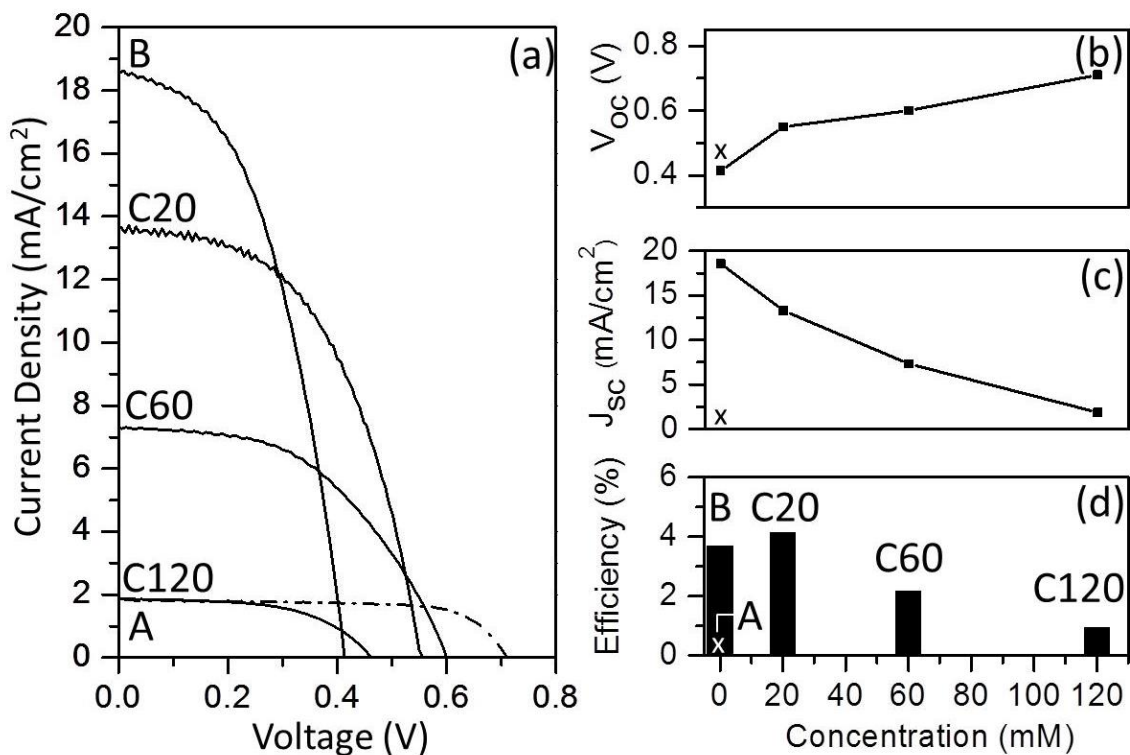 (a)
B
C20
C60
C120
A
20
18
16
14
12
10
8
6
4
2
0
0.0 0.2 0.4 0.6 0.8
Current Density (mA/cm²)
Voltage (V)
(b)
0.8
0.6
0.4
V_OC (V)
x
(c)
20
15
10
5
0
J_SC (mA/cm²)
x
(d)
6
4
2
0
Efficiency (%)
B C20
C60
C120
A
x
0 20 40 60 80 100 120
Concentration (mM)